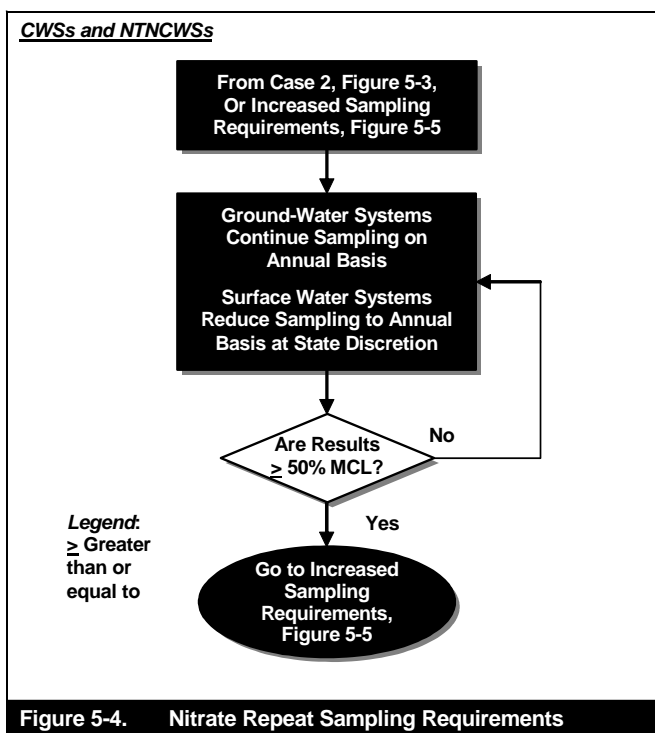 CWSs and NTNCWSs
From Case 2, Figure 5-3,
Or Increased Sampling
Requirements, Figure 5-5
Ground-Water Systems
Continue Sampling on
Annual Basis
Surface Water Systems
Reduce Sampling to Annual
Basis at State Discretion
Are Results
≥ 50% MCL?
No
Yes
Legend:
≥ Greater
than or
equal to
Go to Increased
Sampling
Requirements,
Figure 5-5
Figure 5-4. Nitrate Repeat Sampling Requirements